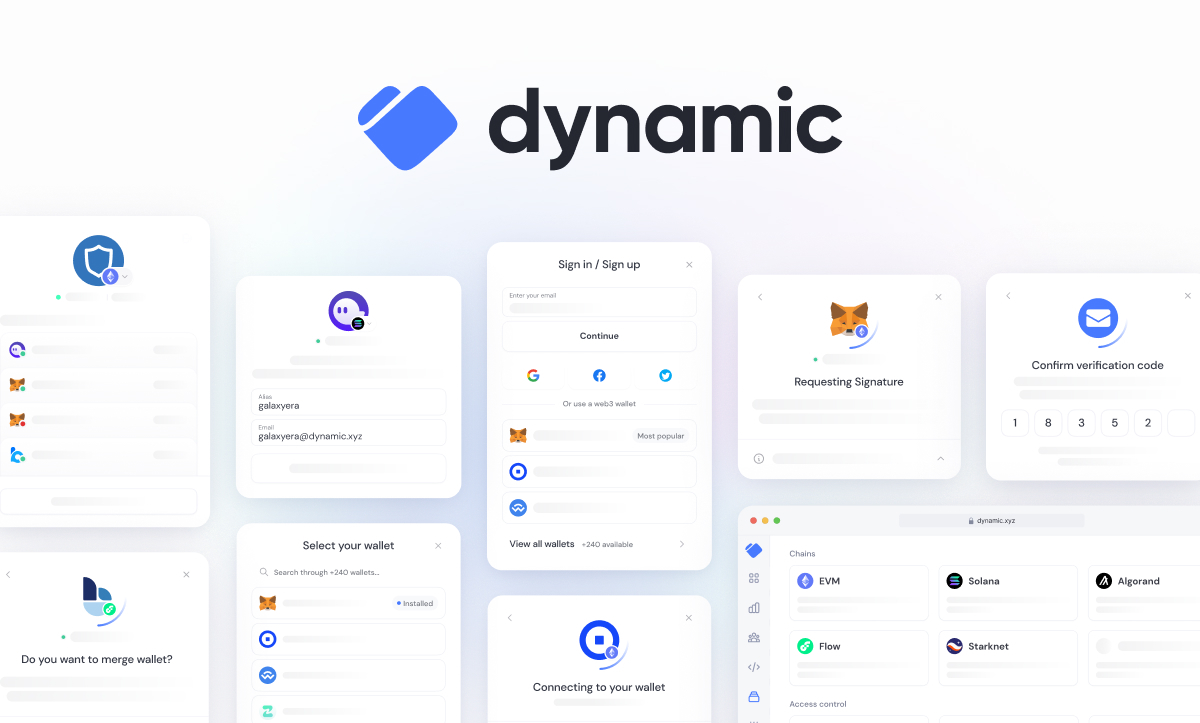 dynamic
Alias
galaxyera
Email
galaxyera@dynamic.xyz
Sign in / Sign up
Enter your email
Continue
Or use a web3 wallet
Most popular
View all wallets +240 available
Requesting Signature
Confirm verification code
1 8 3 5 2
Do you want to merge wallet?
Select your wallet
Search through +240 wallets...
Installed
Connecting to your wallet
dynamic.xyz
Chains
EVM
Solana
Algorand
Flow
Starknet
Access control